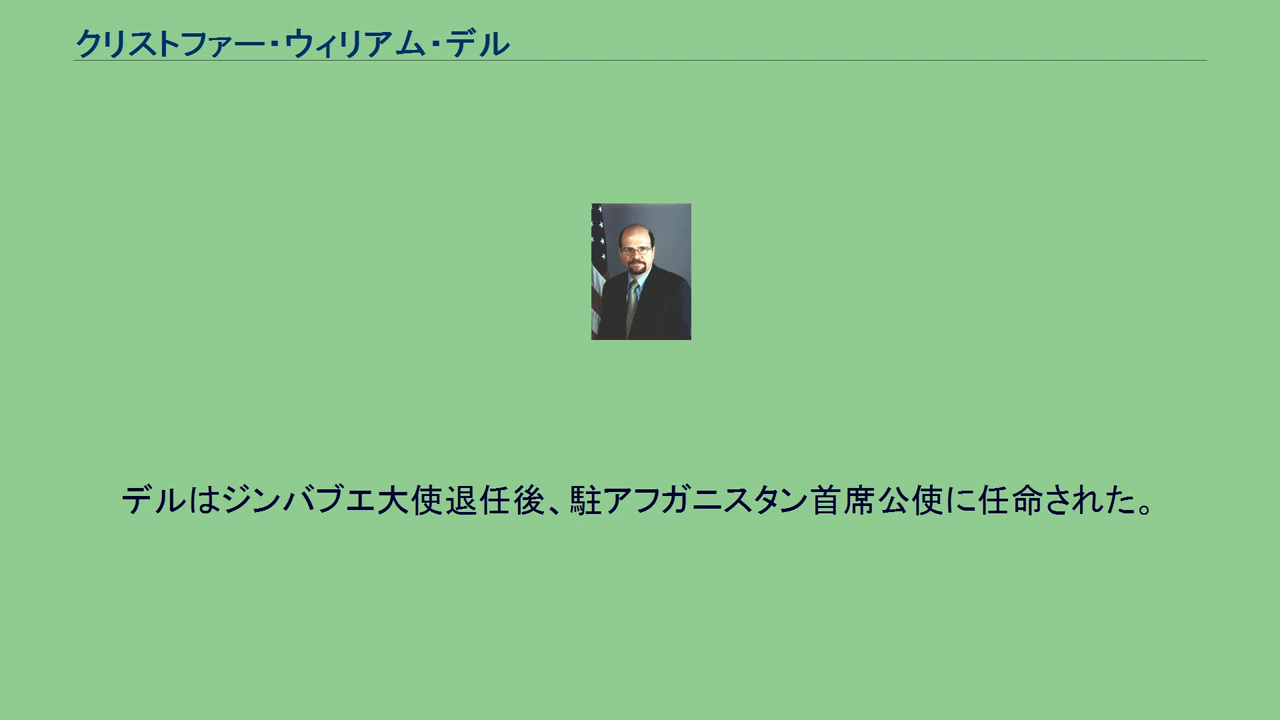 クリストファー・ウィリアム・デル
デルはジンバブエ大使退任後、駐アフガニスタン首席公使に任命された。